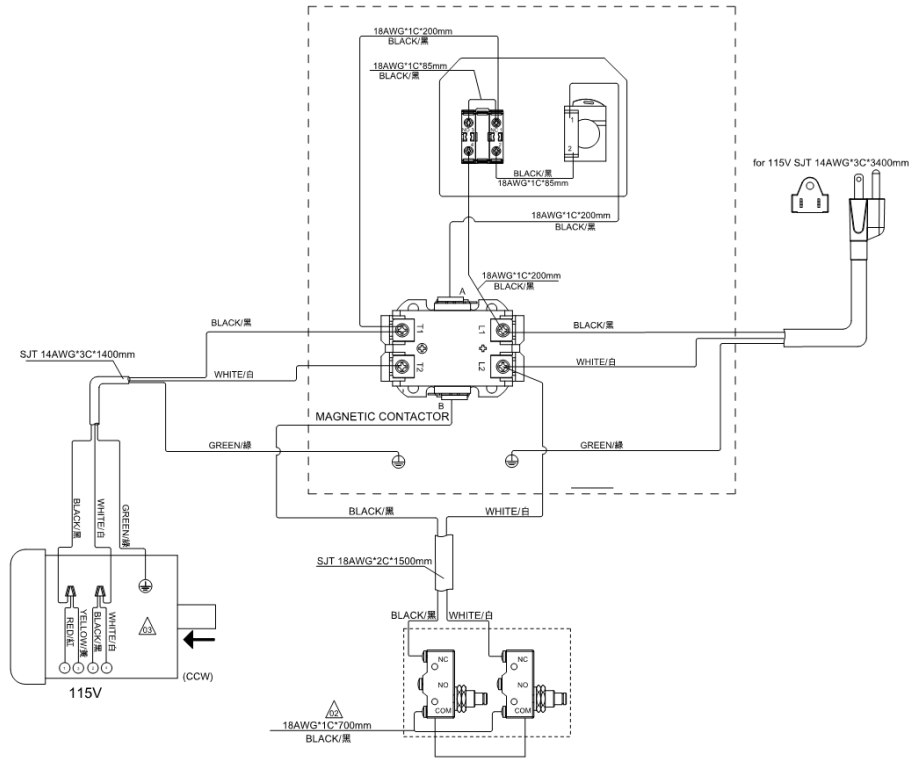 18AWG*1C*200mm
BLACK/黑
18AWG*1C*85mm
BLACK/黑
1
2
BLACK/黑
18AWG*1C*85mm
for 115V SJT 14AWG*3C*3400mm
18AWG*1C*200mm
BLACK/黑
18AWG*1C*200mm
BLACK/黑
A
BLACK/黑
T1
L1
BLACK/黑
SJT 14AWG*3C*1400mm
WHITE/白
T2
L2
WHITE/白
B
MAGNETIC CONTACTOR
GREEN/綠
GREEN/綠
BLACK/黑
WHITE/白
GREEN/綠
BLACK/黑
WHITE/白
SJT 18AWG*2C*1500mm
RED/紅
YELLOW/黃
BLACK/黑
WHITE/白
03
BLACK/黑
WHITE/白
(CCW)
115V
NC
NO
COM
NC
NO
COM
02
18AWG*1C*700mm
BLACK/黑